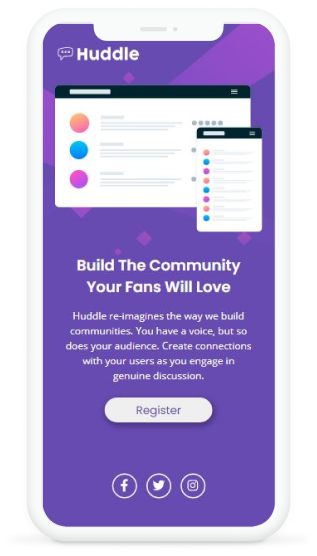 Huddle
Build The Community
Your Fans Will Love
Huddle re-imagines the way we build
communities. You have a voice, but so
does your audience. Create connections
with your users as you engage in
genuine discussion.
Register